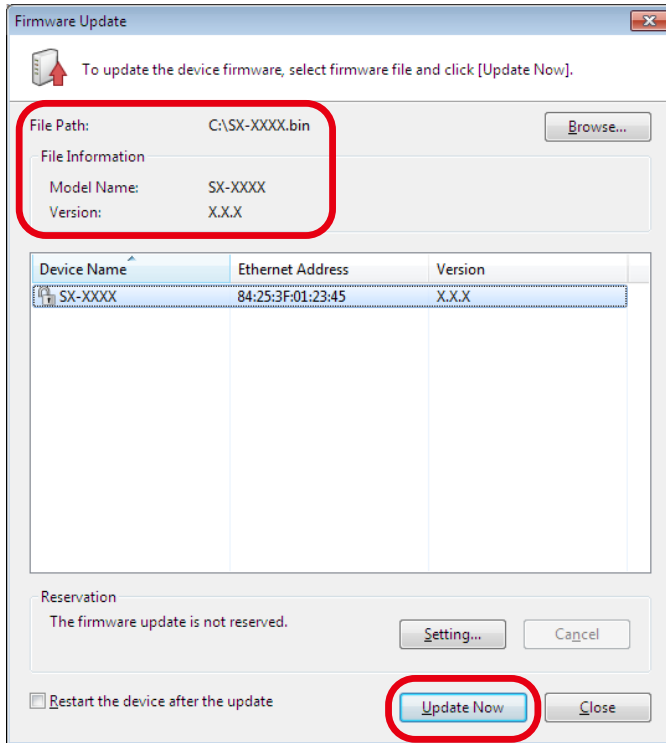 Firmware Update
To update the device firmware, select firmware file and click [Update Now].
File Path: C:\SX-XXXX.bin Browse...
File Information
Model Name: SX-XXXX
Version: X.X.X
Device Name Ethernet Address Version
SX-XXXX 84:25:3F:01:23:45 X.X.X
Reservation
The firmware update is not reserved.
Setting... Cancel
Restart the device after the update Update Now Close